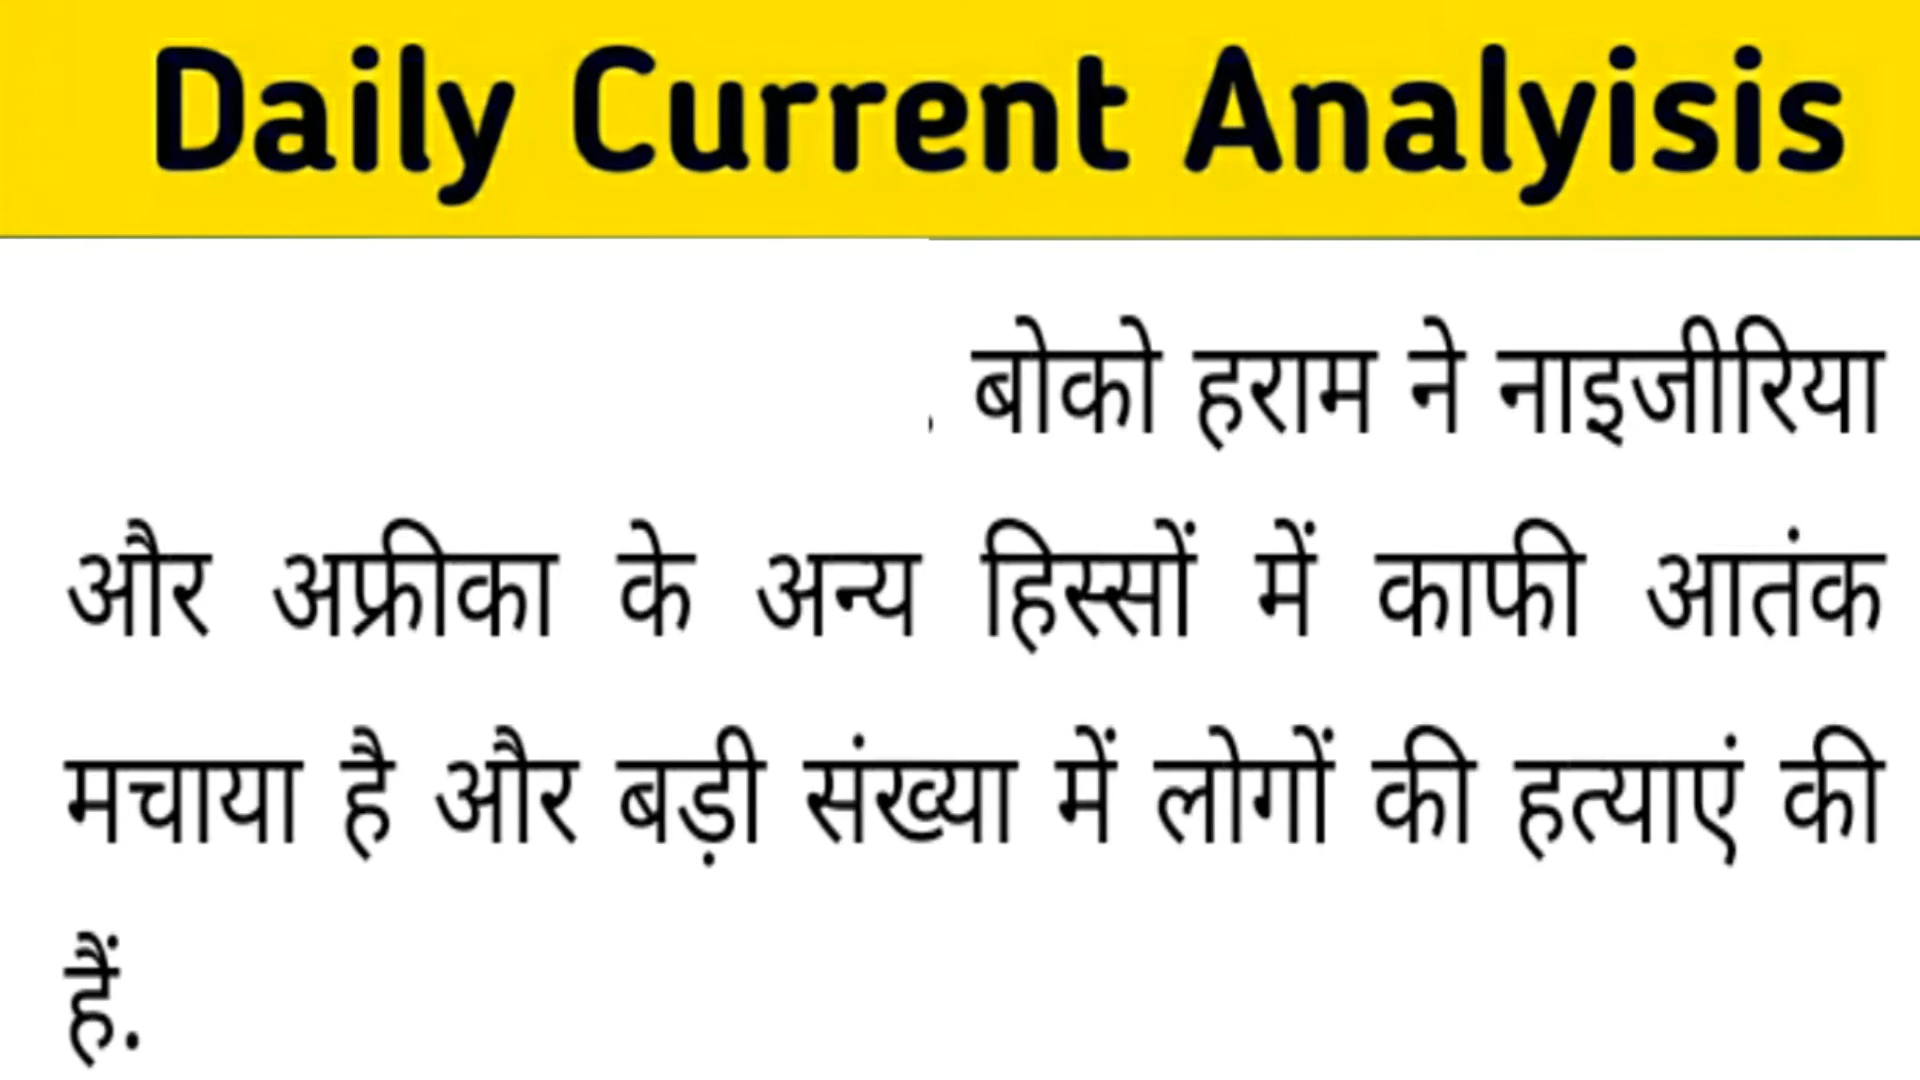 Daily Current Analyisis
. बोको हराम ने नाइजीरिया
और अफ्रीका के अन्य हिस्सों में काफी आतंक
मचाया है और बड़ी संख्या में लोगों की हत्याएं की
हैं.